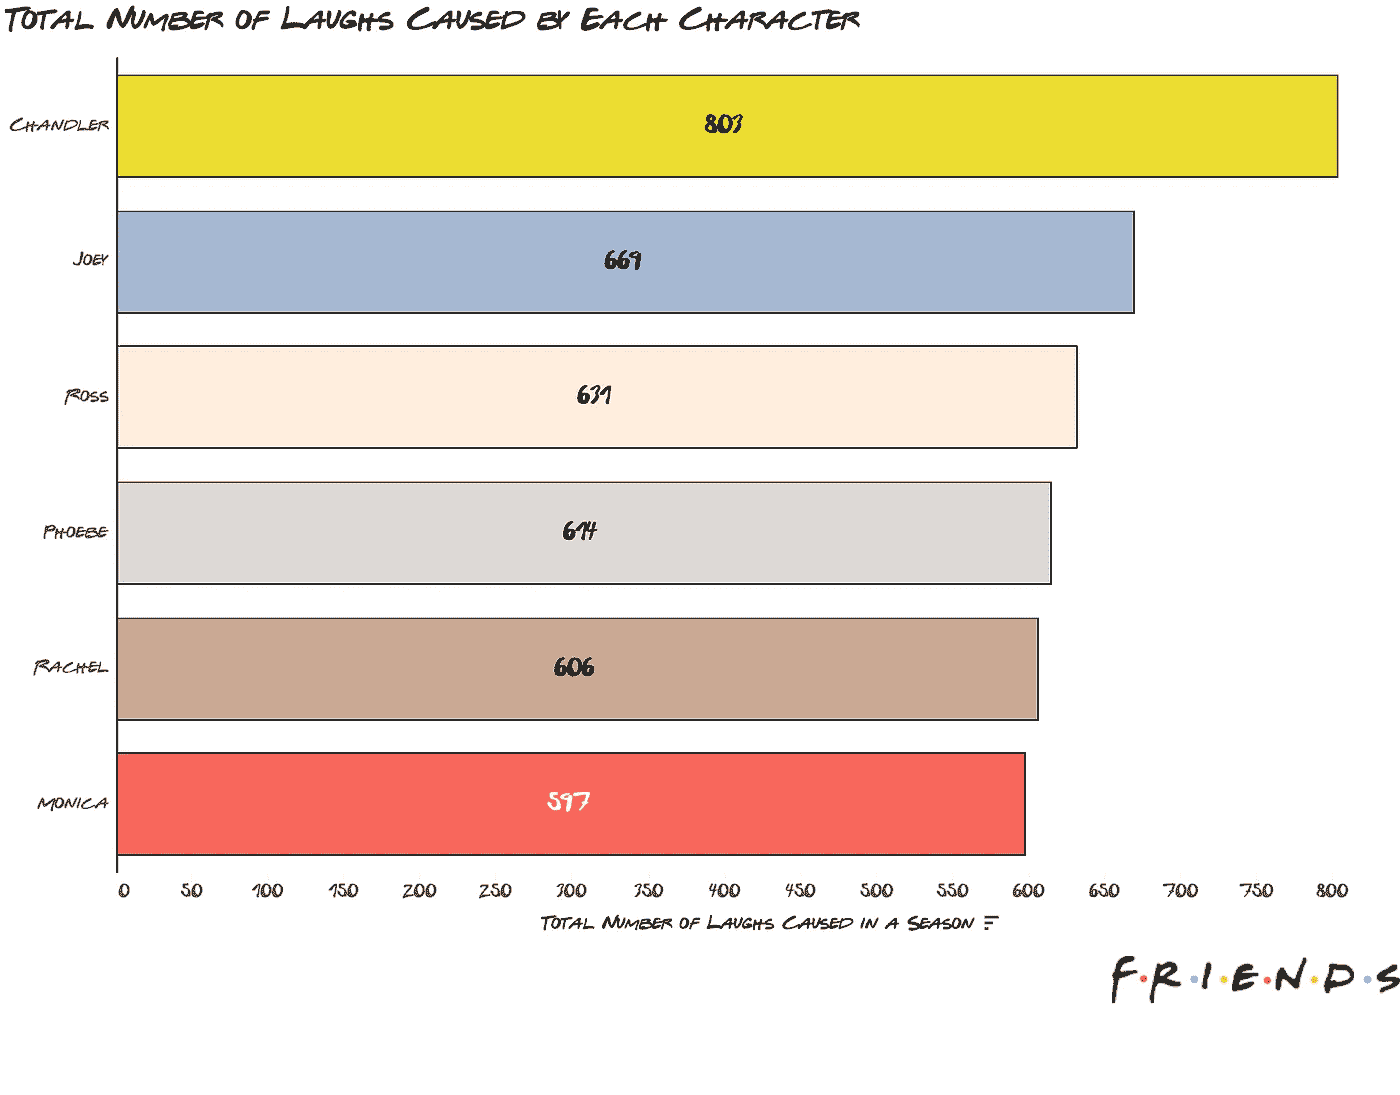 Total Number of Laughs Caused by Each Character
Chandler
803
Joey
669
Ross
631
Phoebe
614
Rachel
606
Monica
597
0 50 100 150 200 250 300 350 400 450 500 550 600 650 700 750 800
Total Number of Laughs Caused in a Season
F·R·I·E·N·D·S